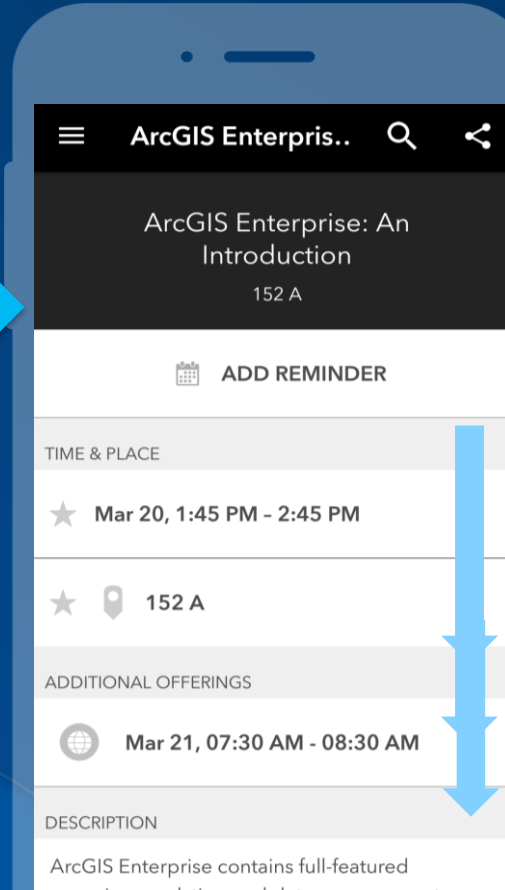 ArcGIS Enterpris..
ArcGIS Enterprise: An
Introduction
152 A
ADD REMINDER
TIME & PLACE
Mar 20, 1:45 PM – 2:45 PM
152 A
ADDITIONAL OFFERINGS
Mar 21, 07:30 AM - 08:30 AM
DESCRIPTION
ArcGIS Enterprise contains full-featured